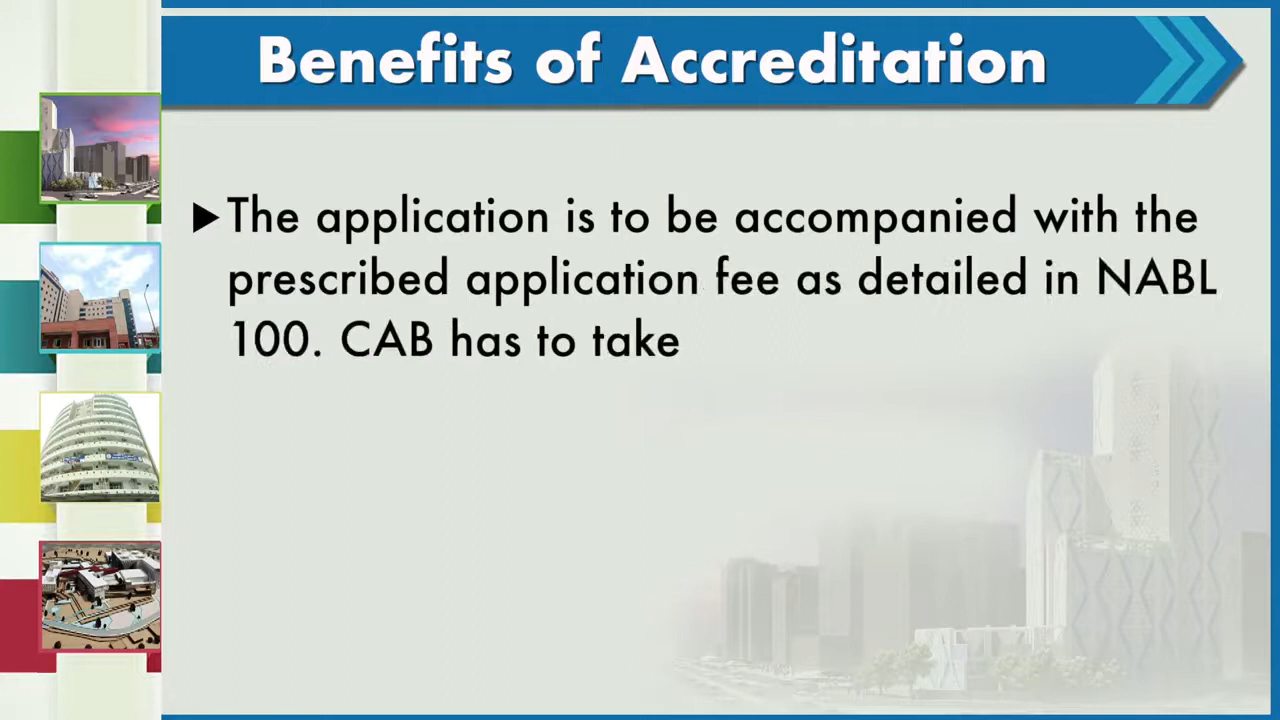 Benefits of Accreditation
The application is to be accompanied with the
prescribed application fee as detailed in NABL
100. CAB has to take